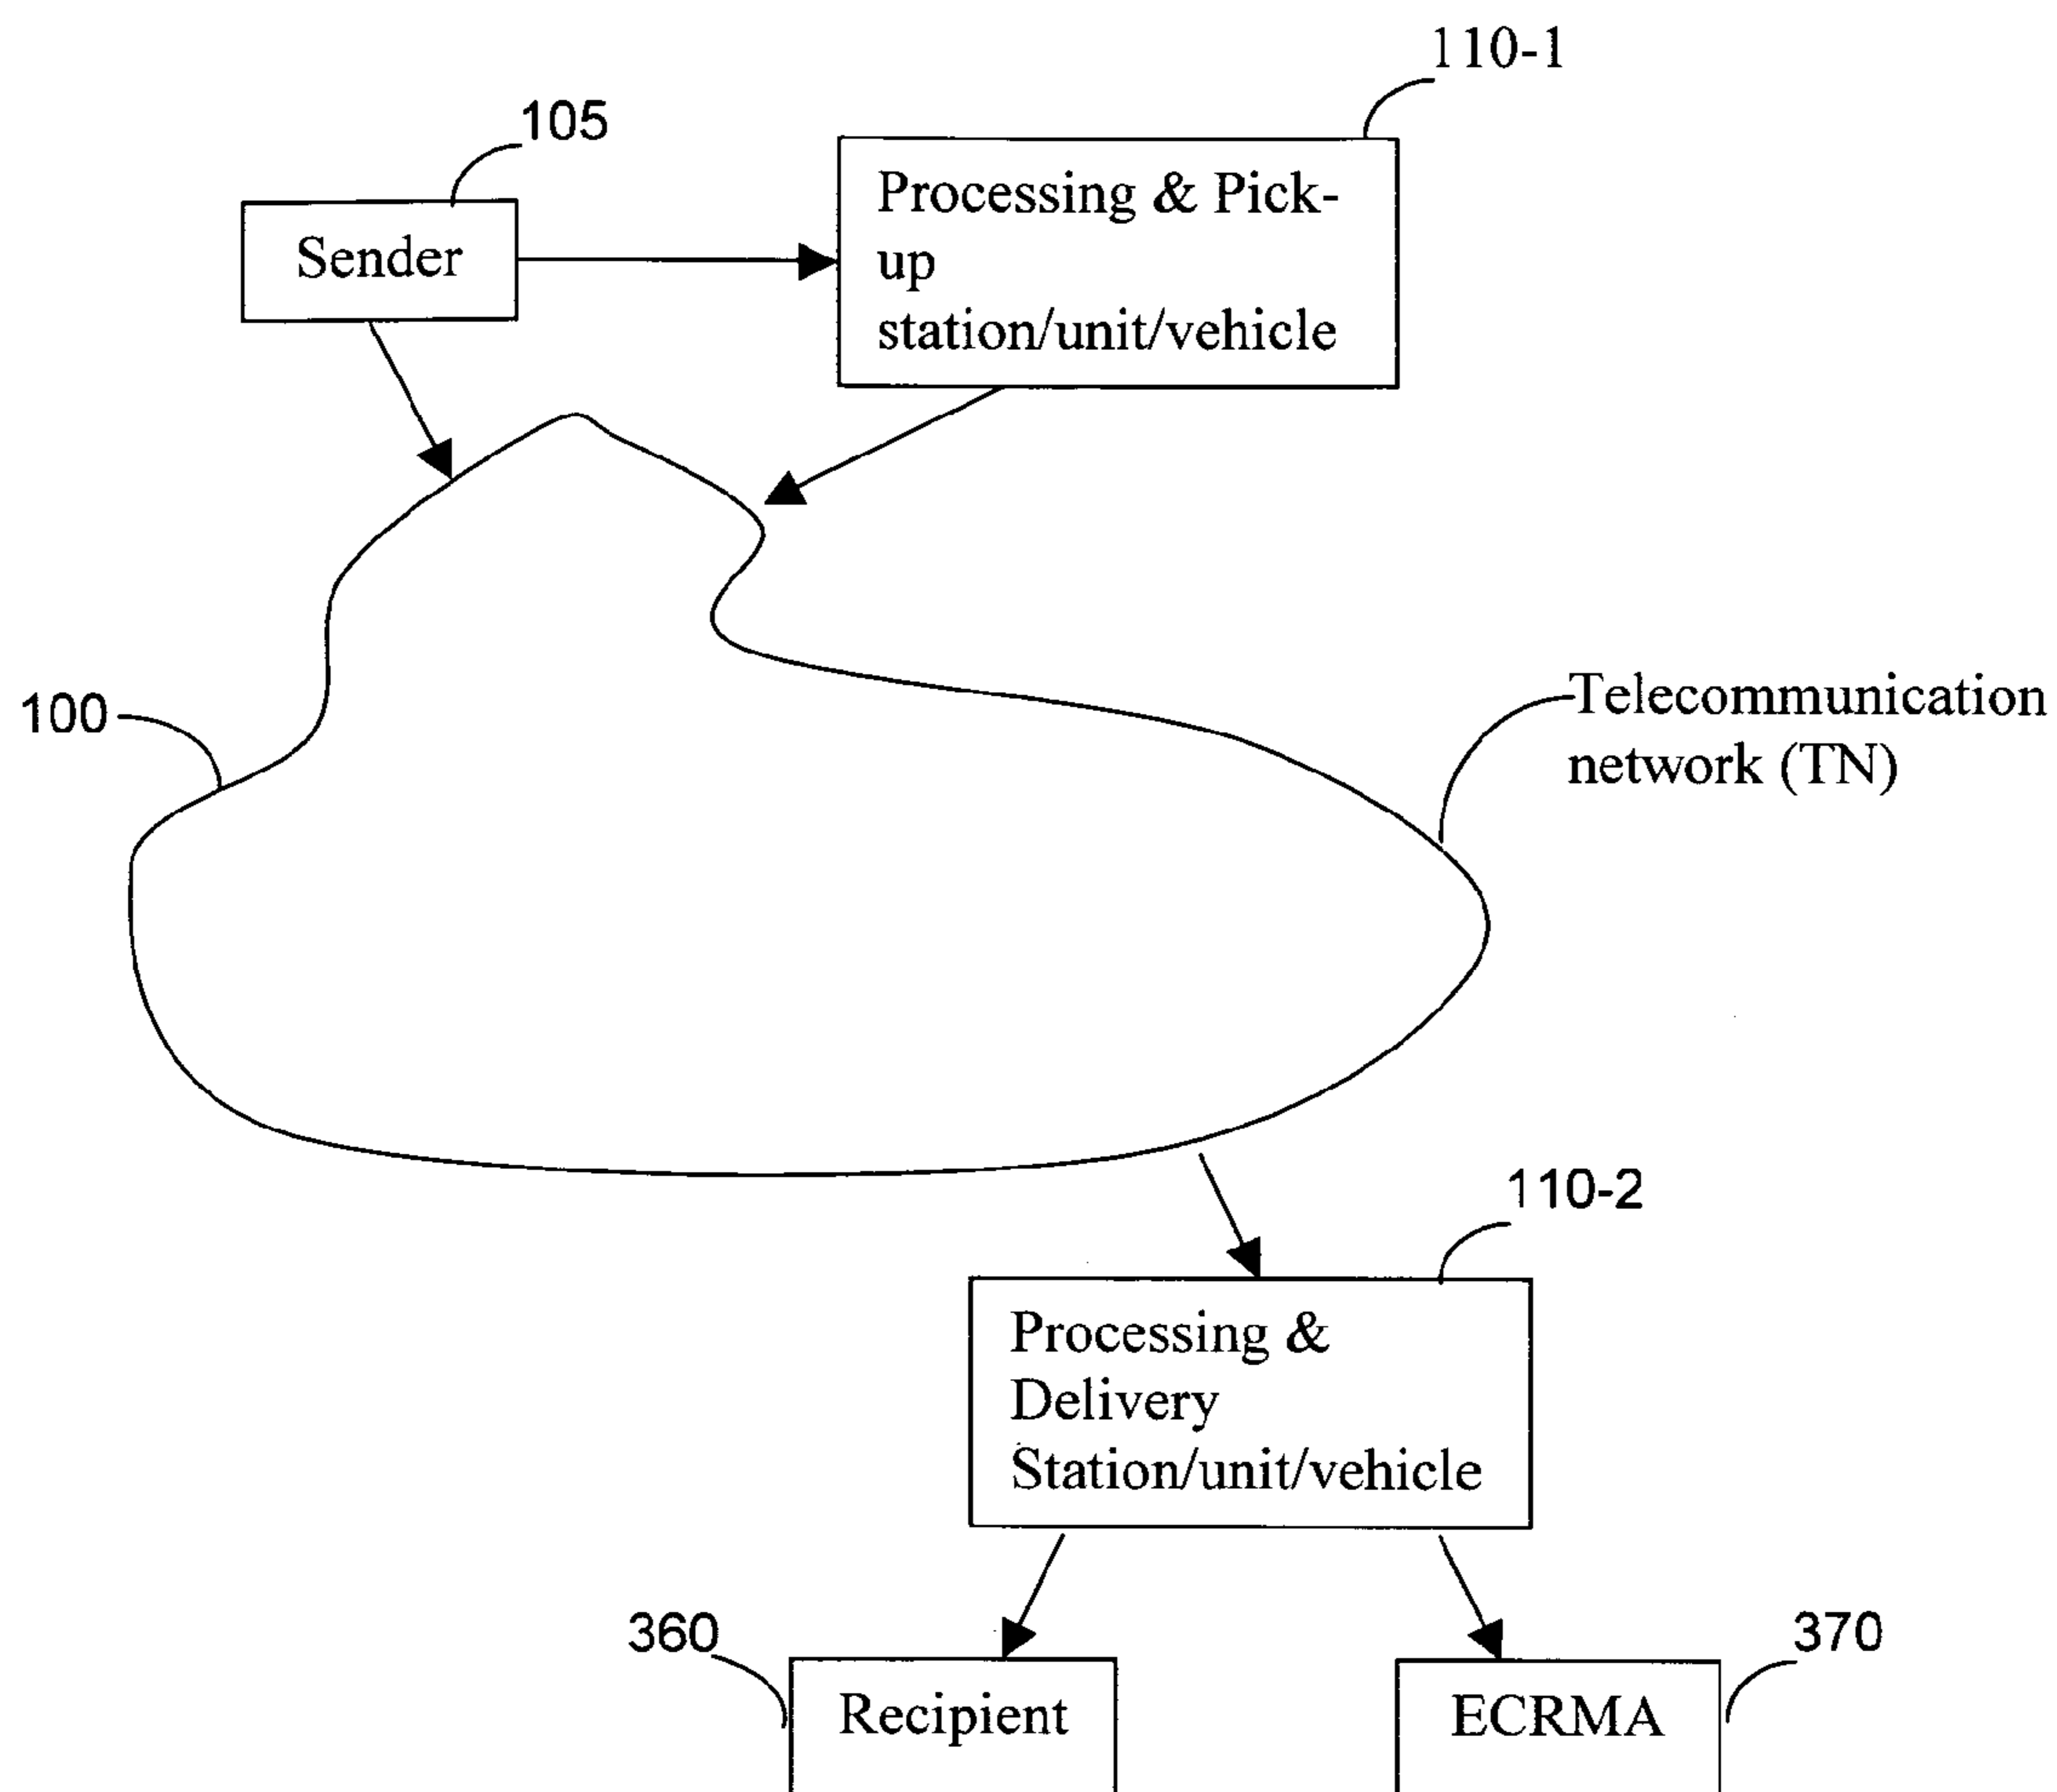 110-1
105
Processing & Pick-
up
station/unit/vehicle
Sender
100
Telecommunication
network (TN)
110-2
Processing &
Delivery
Station/unit/vehicle
360
370
Recipient
ECRMA